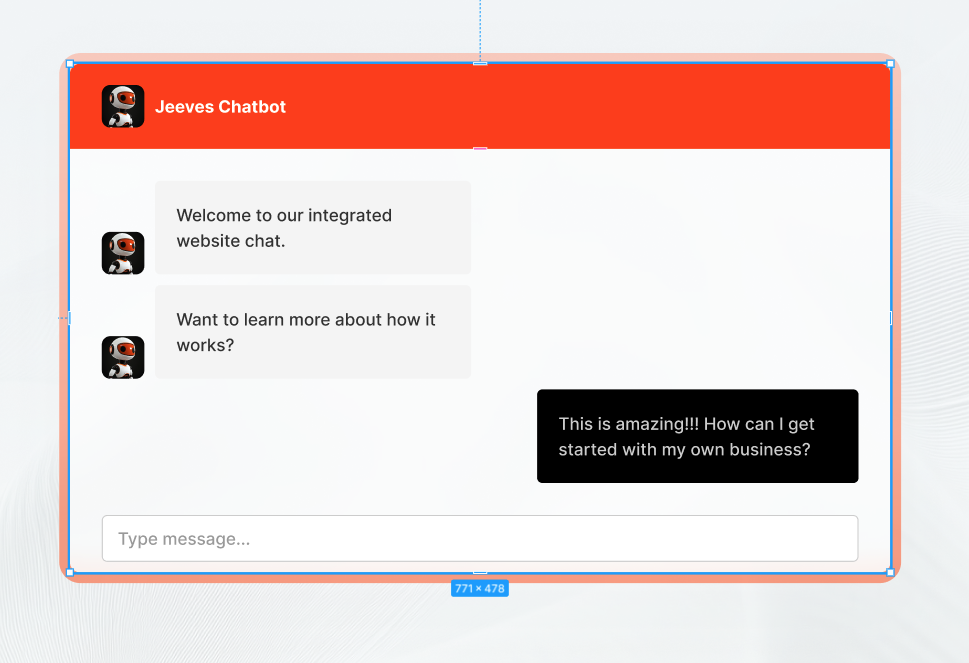 Jeeves Chatbot
Welcome to our integrated
website chat.
Want to learn more about how it
works?
This is amazing!!! How can I get
started with my own business?
Type message...
771 × 478